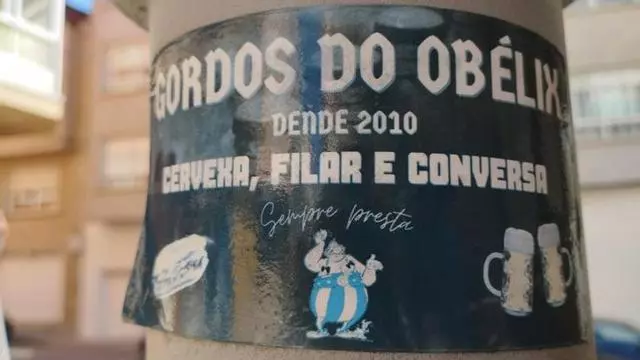 GORDOS DO OBÉLIX
DENDE 2010
CERVEXA, FILAR E CONVERSA
Sempre presta